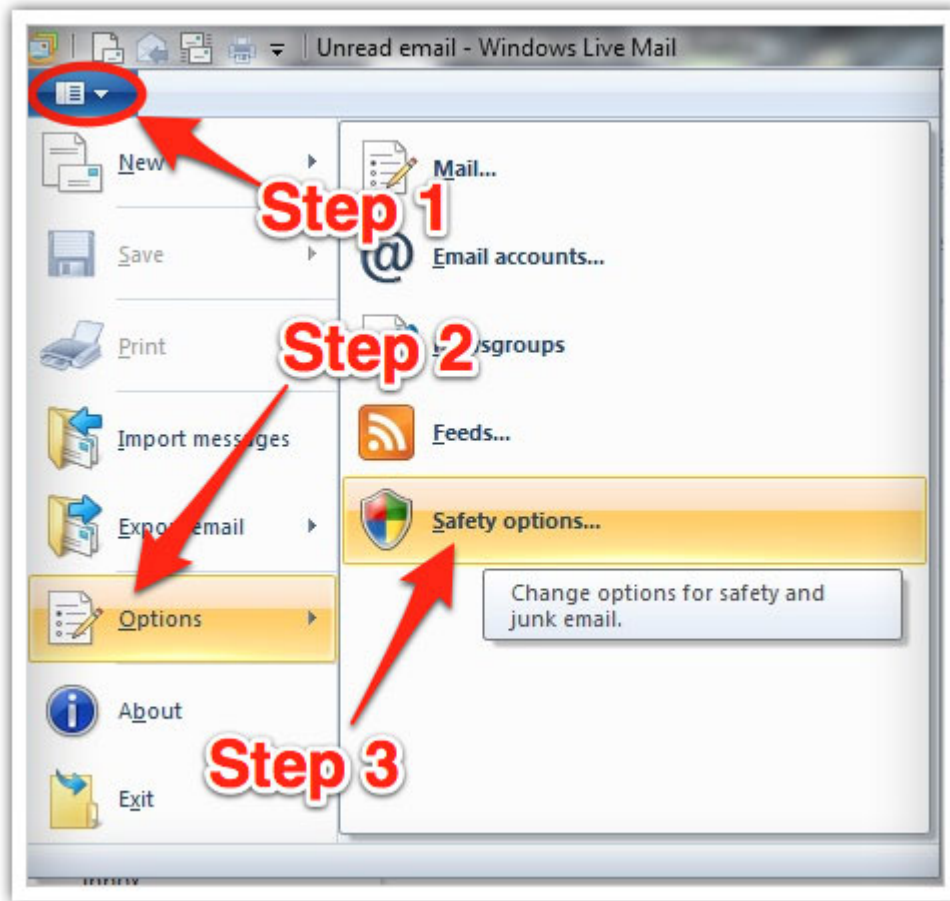 Unread email - Windows Live Mail
New
Step 1
Save
Print
Step 2
Import messages
Export email
Options
About
Exit
Mail...
@
Email accounts...
sgroups
Feeds...
Safety options...
Change options for safety and
junk email.
Step 3